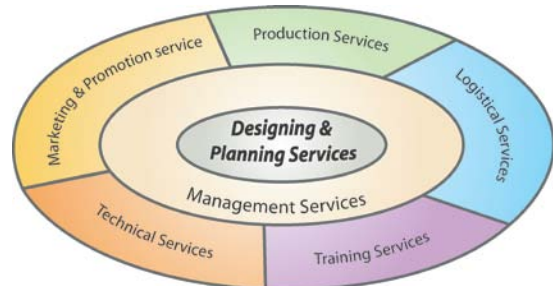 Production Services
Marketing & Promotion service
Logistical Services
Designing &
Planning Services
Management Services
Technical Services
Training Services